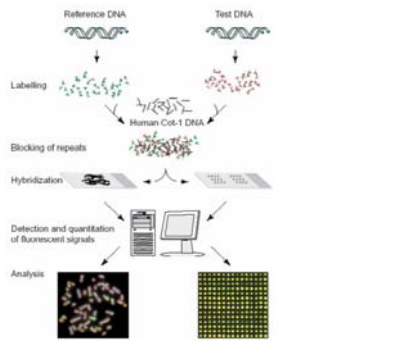 Reference DNA
Test DNA
Labelling
Human Cot-1 DNA
Blocking of repeats
Hybridization
Detection and quantitation
of fluorescent signals
Analysis